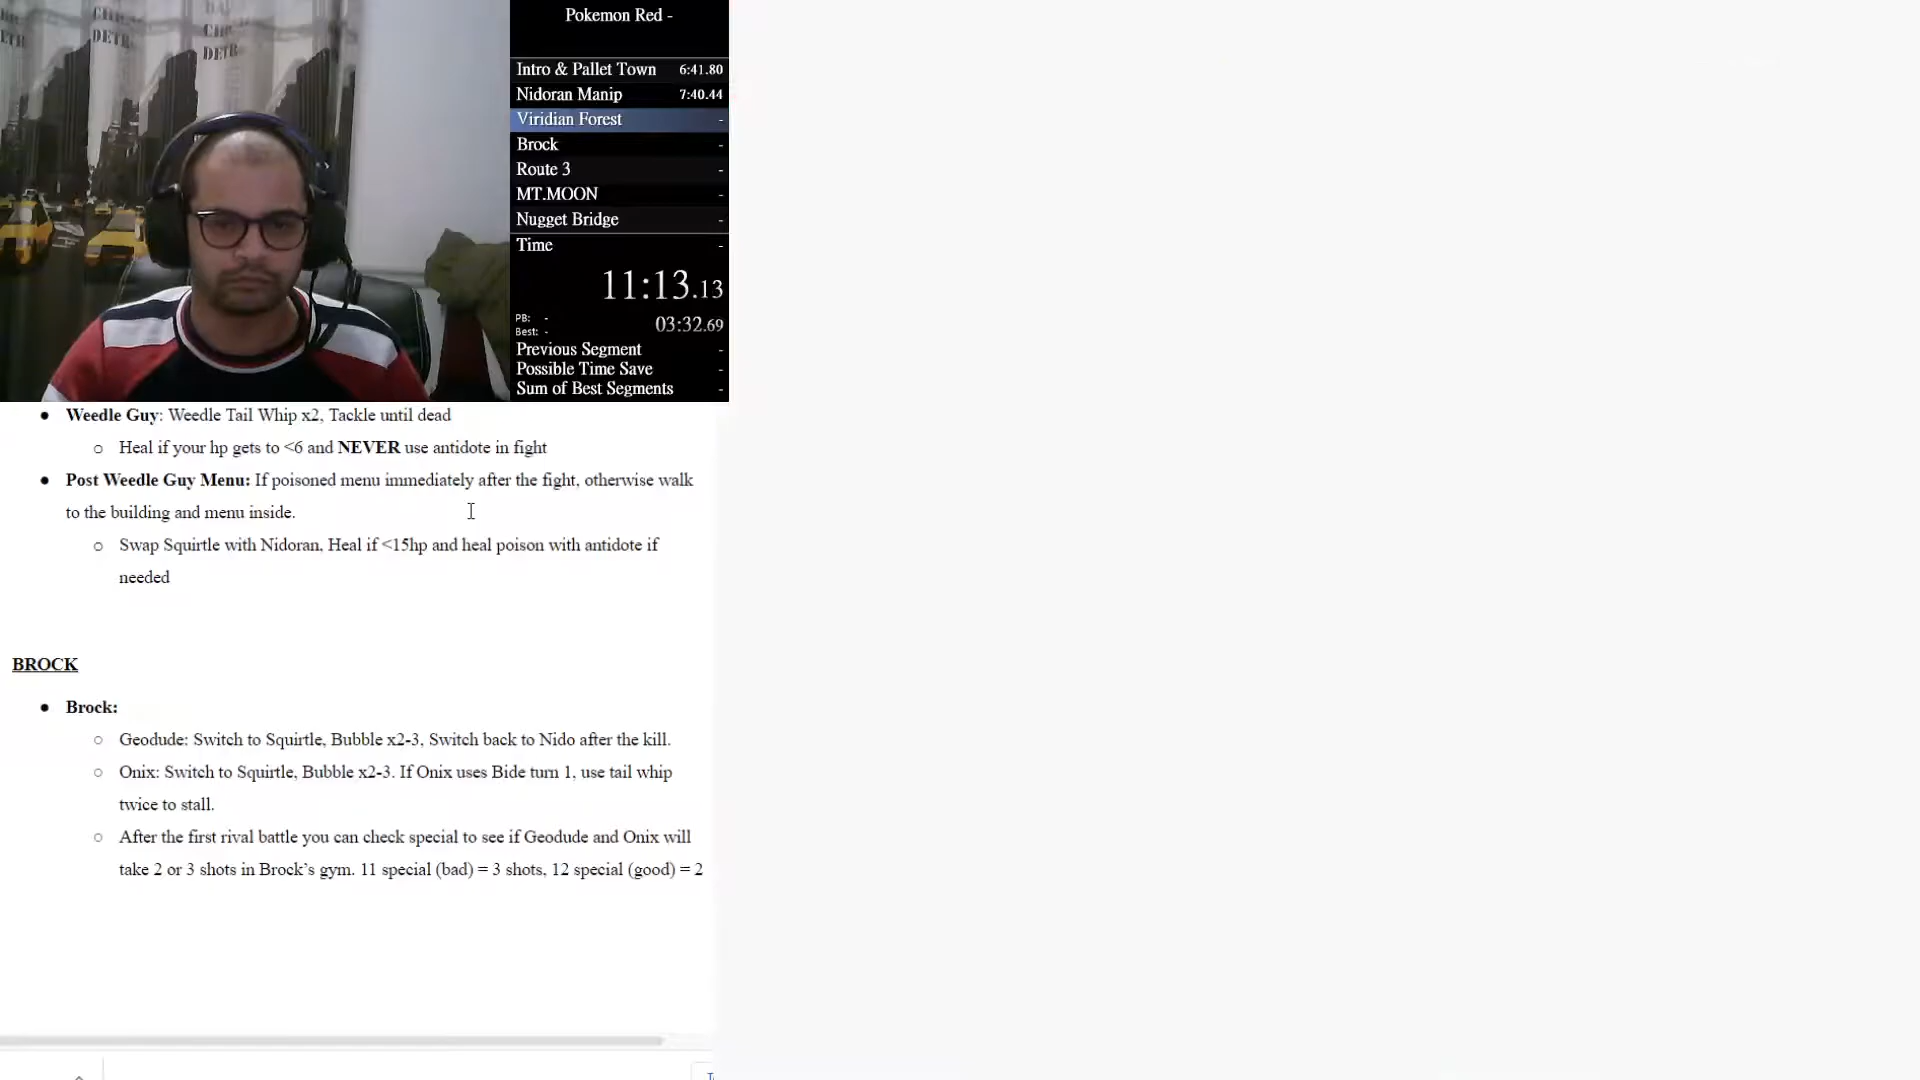 Pokemon Red -
Intro & Pallet Town 6:41.80
Nidoran Manip 7:40.44
Viridian Forest -
Brock -
Route 3 -
MT.MOON -
Nugget Bridge -
Time -
11:13.13
PB: -
Best: -
03:32.69
Previous Segment -
Possible Time Save -
Sum of Best Segments -
● Weedle Guy: Weedle Tail Whip x2, Tackle until dead
○ Heal if your hp gets to <6 and NEVER use antidote in fight
● Post Weedle Guy Menu: If poisoned menu immediately after the fight, otherwise walk
to the building and menu inside.
○ Swap Squirtle with Nidoran, Heal if <15hp and heal poison with antidote if
needed
BROCK
● Brock:
○ Geodude: Switch to Squirtle, Bubble x2-3, Switch back to Nido after the kill.
○ Onix: Switch to Squirtle, Bubble x2-3. If Onix uses Bide turn 1, use tail whip
twice to stall.
○ After the first rival battle you can check special to see if Geodude and Onix will
take 2 or 3 shots in Brock’s gym. 11 special (bad) = 3 shots, 12 special (good) = 2